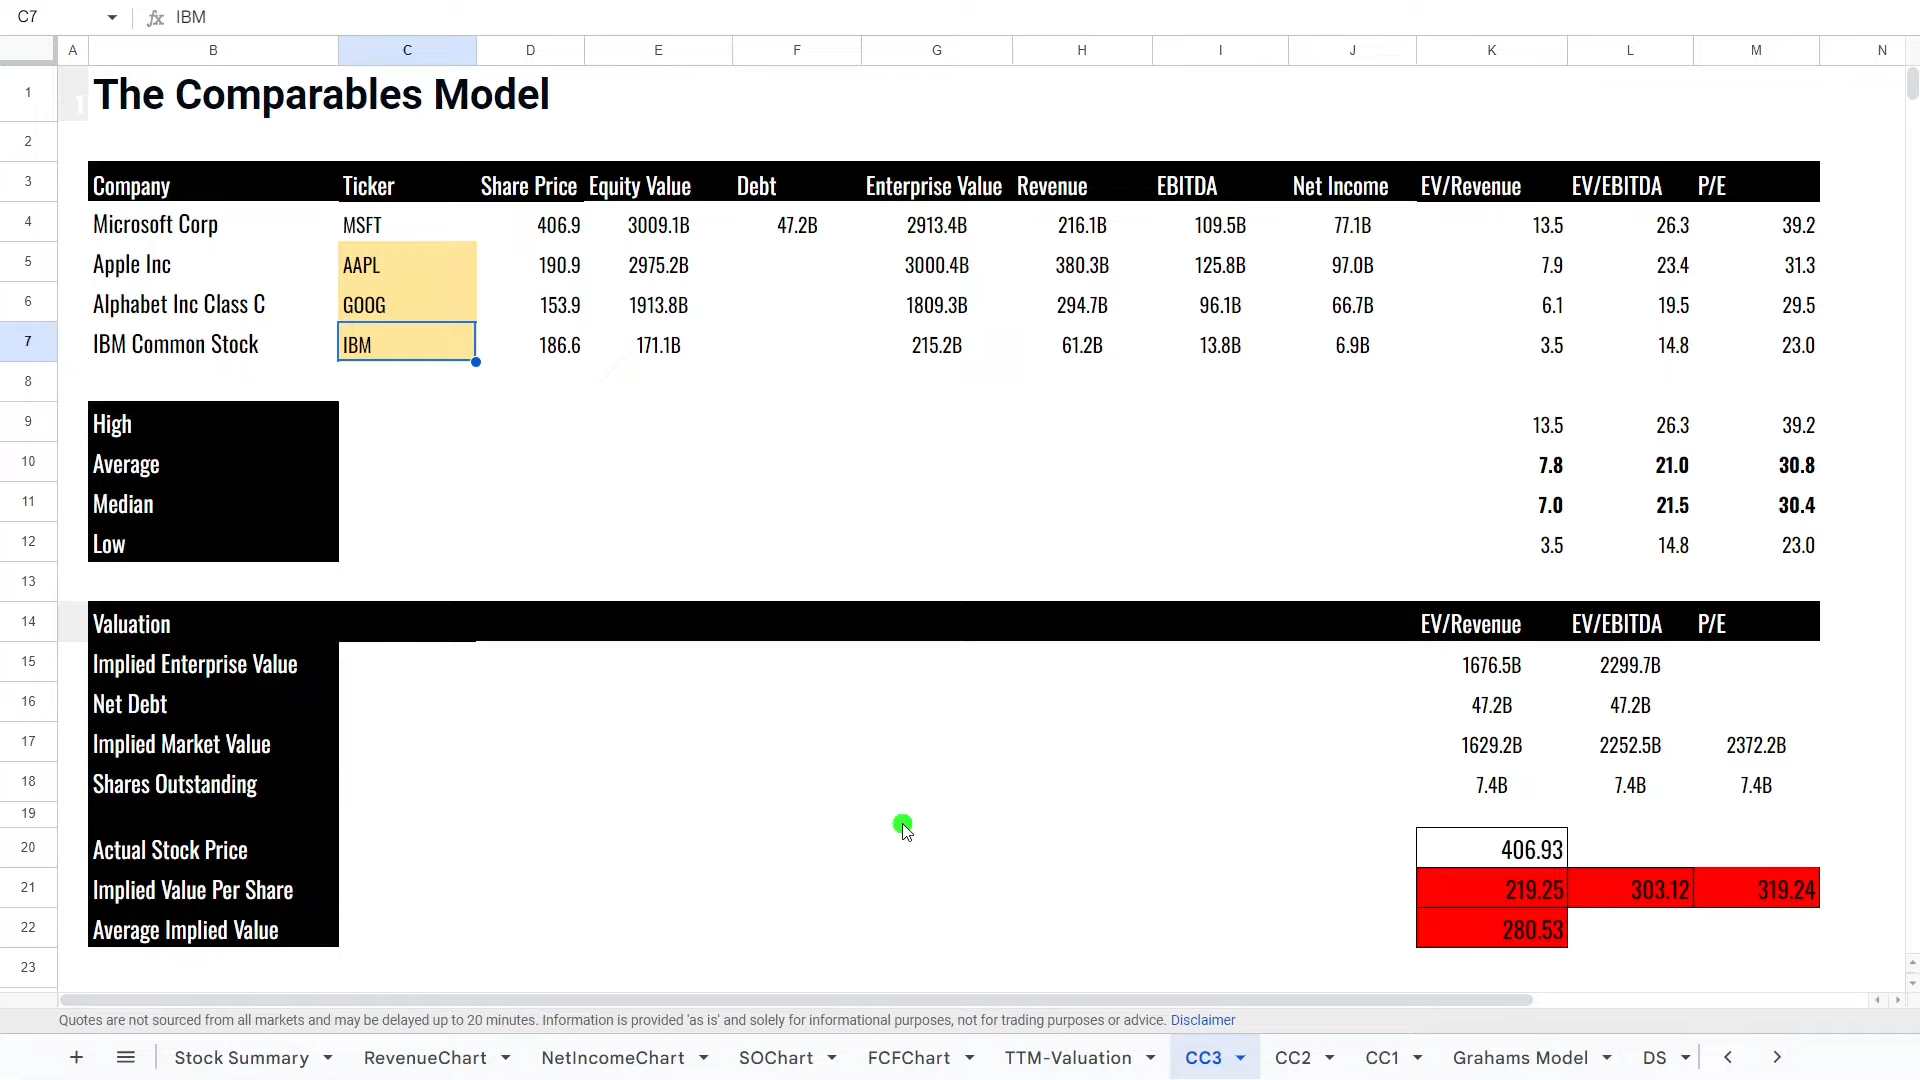 C7 fx IBM
A B C D E F G H I J K L M N
1 The Comparables Model
2
3 Company Ticker Share Price Equity Value Debt Enterprise Value Revenue EBITDA Net Income EV/Revenue EV/EBITDA P/E
4 Microsoft Corp MSFT 406.9 3009.1B 47.2B 2913.4B 216.1B 109.5B 77.1B 13.5 26.3 39.2
5 Apple Inc AAPL 190.9 2975.2B 3000.4B 380.3B 125.8B 97.0B 7.9 23.4 31.3
6 Alphabet Inc Class C GOOG 153.9 1913.8B 1809.3B 294.7B 96.1B 66.7B 6.1 19.5 29.5
7 IBM Common Stock IBM 186.6 171.1B 215.2B 61.2B 13.8B 6.9B 3.5 14.8 23.0
8
9 High 13.5 26.3 39.2
10 Average 7.8 21.0 30.8
11 Median 7.0 21.5 30.4
12 Low 3.5 14.8 23.0
13
14 Valuation EV/Revenue EV/EBITDA P/E
15 Implied Enterprise Value 1676.5B 2299.7B
16 Net Debt 47.2B 47.2B
17 Implied Market Value 1629.2B 2252.5B 2372.2B
18 Shares Outstanding 7.4B 7.4B 7.4B
19
20 Actual Stock Price 406.93
21 Implied Value Per Share 219.25 303.12 319.24
22 Average Implied Value 280.53
23
Quotes are not sourced from all markets and may be delayed up to 20 minutes. Information is provided 'as is' and solely for informational purposes, not for trading purposes or advice. Disclaimer
+ Stock Summary RevenueChart NetIncomeChart SOChart FCFChart TTM-Valuation CC3 CC2 CC1 Grahams Model DS